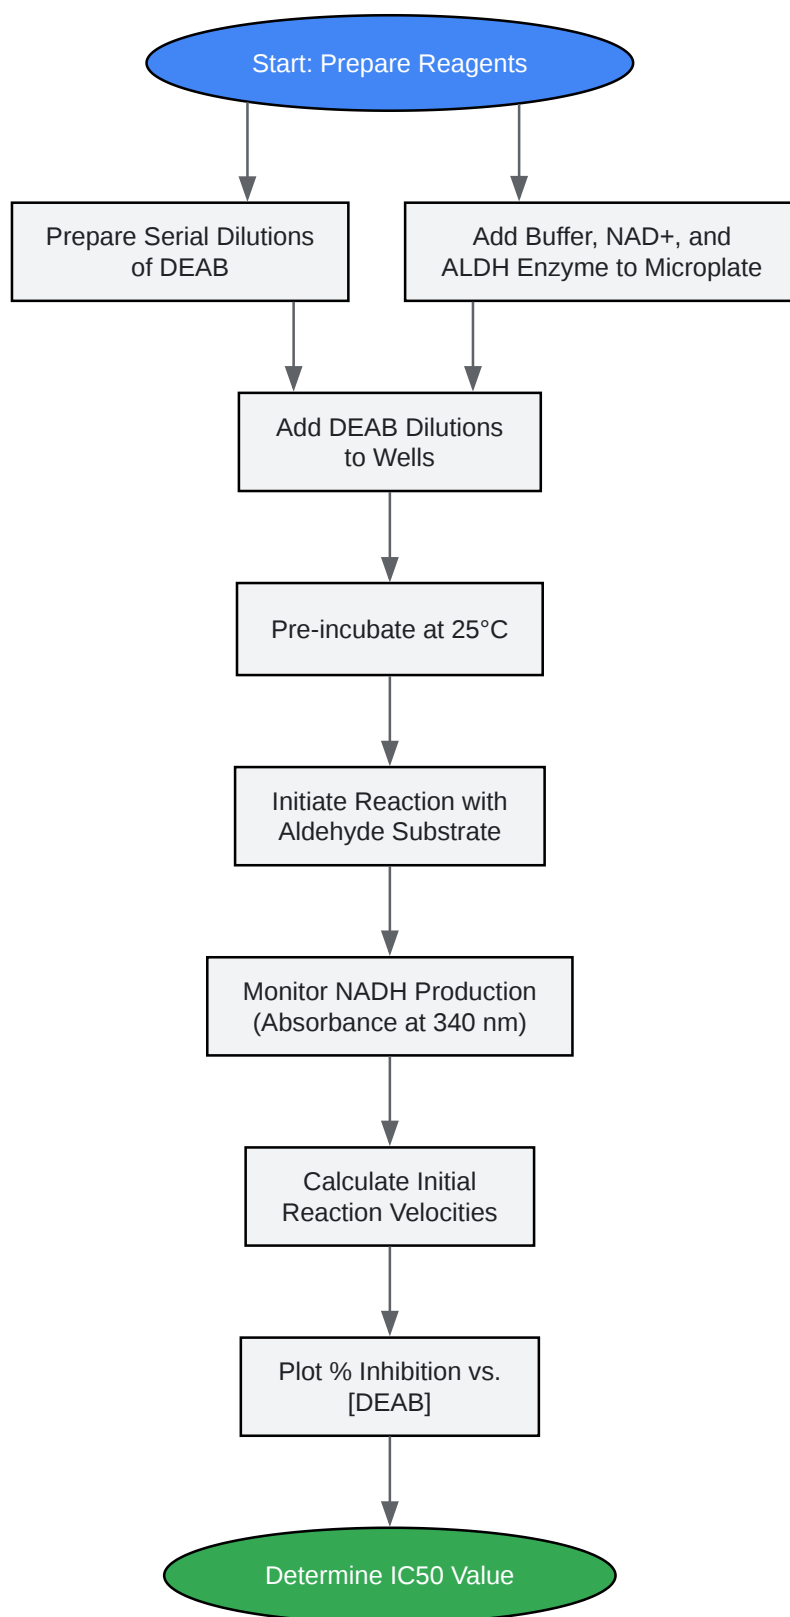 Start: Prepare Reagents
Prepare Serial Dilutions
of DEAB
Add Buffer, NAD+, and
ALDH Enzyme to Microplate
Add DEAB Dilutions
to Wells
Pre-incubate at 25°C
Initiate Reaction with
Aldehyde Substrate
Monitor NADH Production
(Absorbance at 340 nm)
Calculate Initial
Reaction Velocities
Plot % Inhibition vs.
[DEAB]
Determine IC50 Value